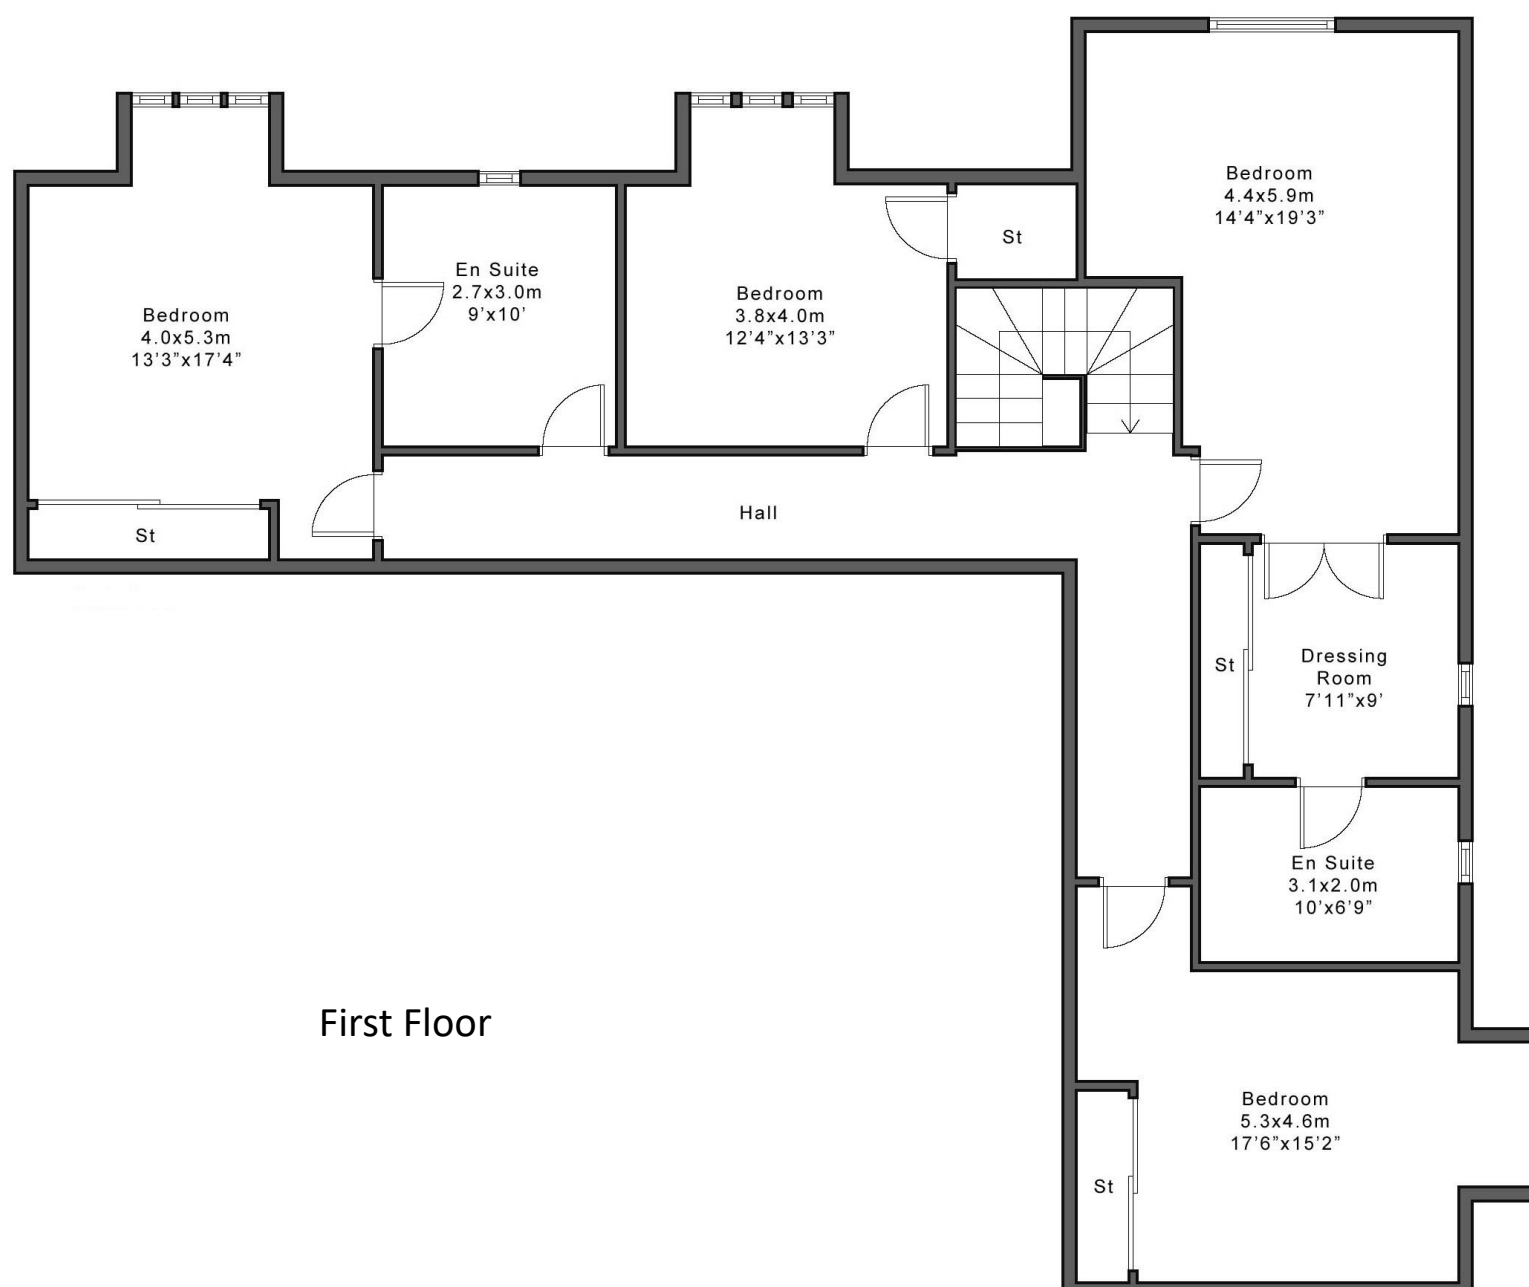 Bedroom
4.4x5.9m
14’4”x19’3”
St
En Suite
2.7x3.0m
9’x10’
Bedroom
3.8x4.0m
12’4”x13’3”
Bedroom
4.0x5.3m
13’3”x17’4”
Hall
St
St
Dressing
Room
7’11”x9’
En Suite
3.1x2.0m
10’x6’9”
First Floor
Bedroom
5.3x4.6m
17’6”x15’2”
St